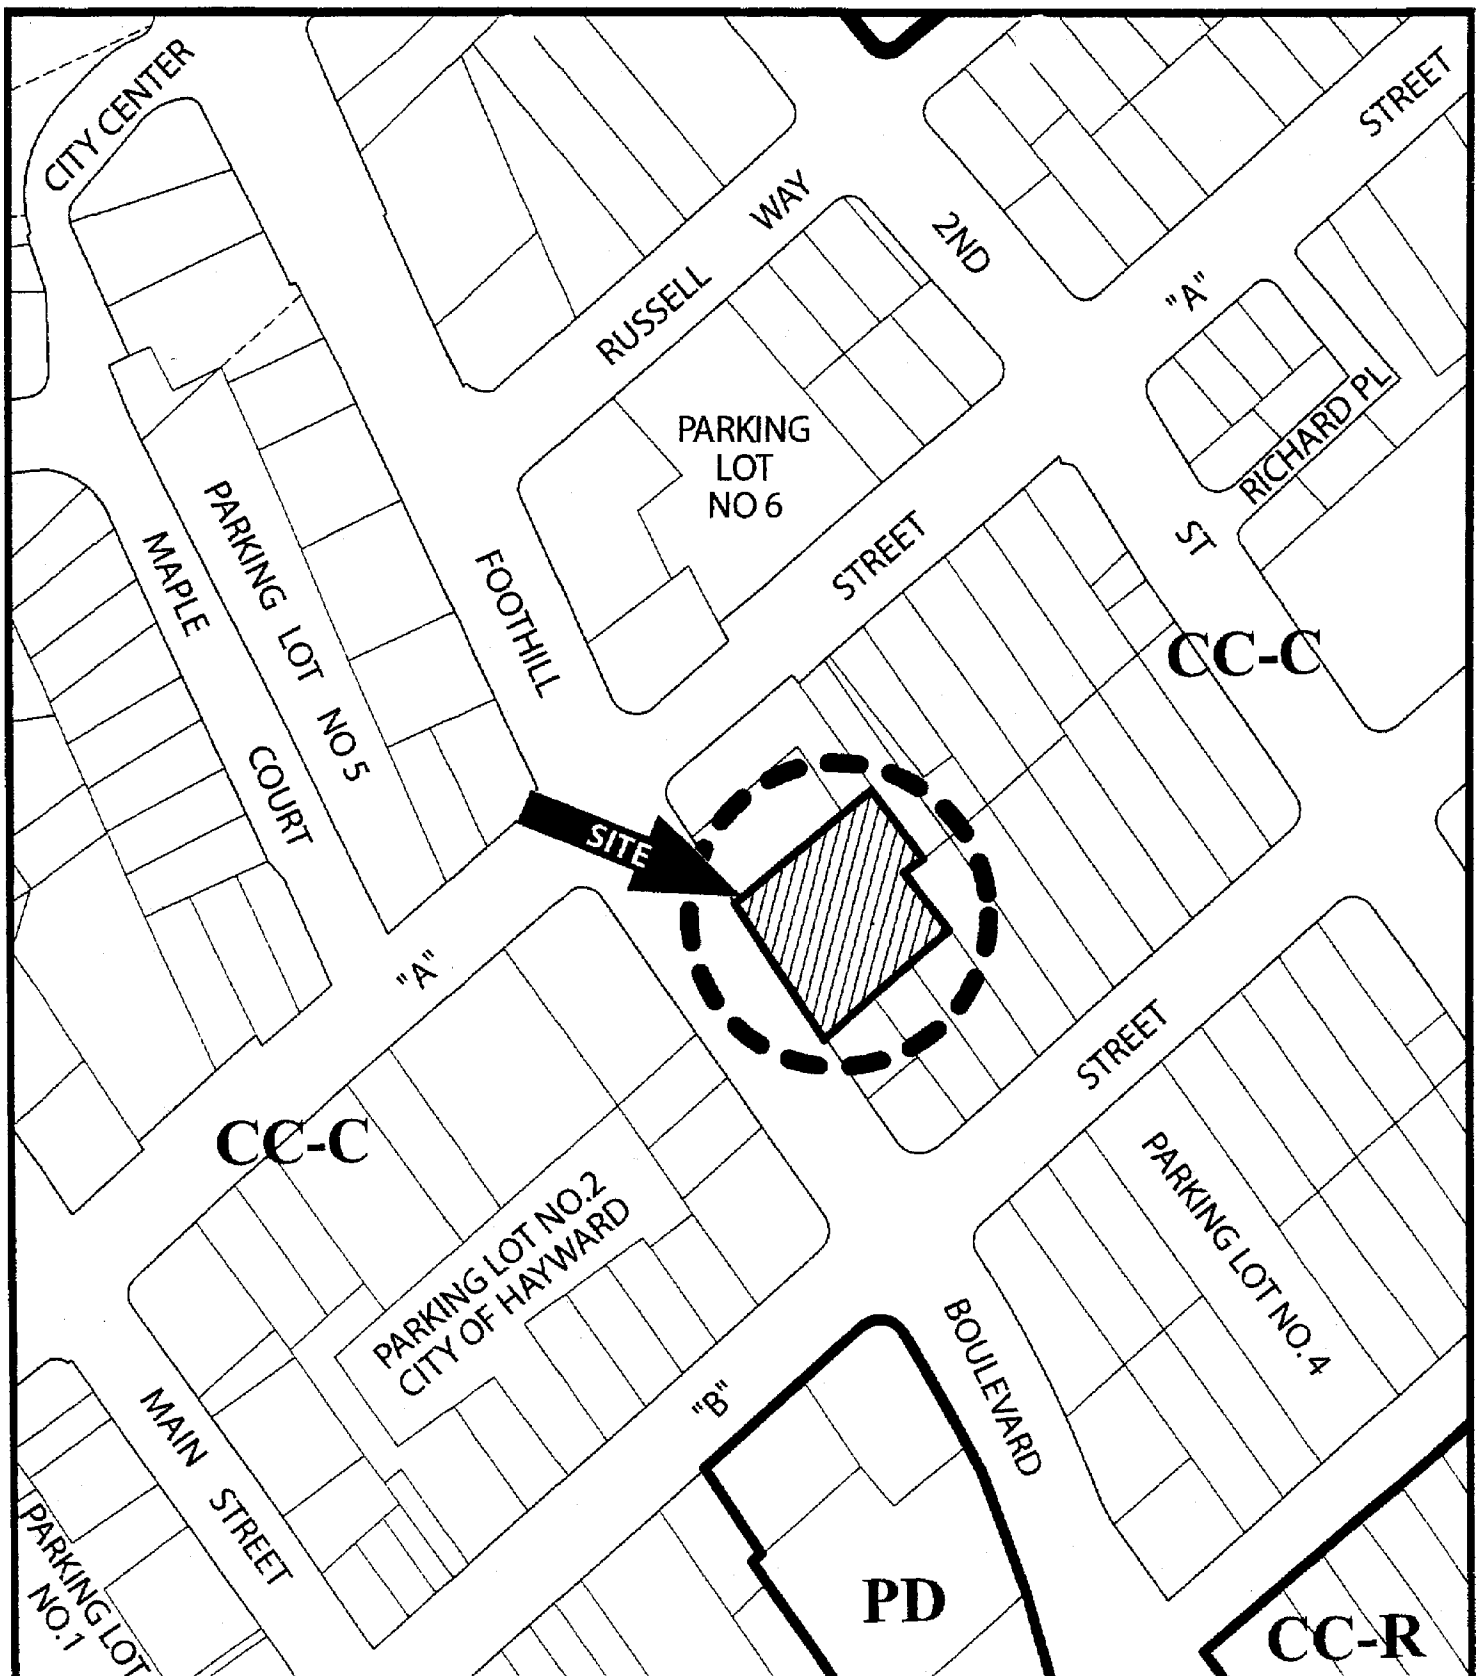 CITY CENTER
STREET
WAY
2ND
RUSSELL
"A"
RICHARD PL
PARKING
LOT
NO 6
STREET
ST
PARKING LOT NO 5
MAPLE
COURT
FOOTHILL
CC-C
SITE
"A"
STREET
CC-C
PARKING LOT NO.2
CITY OF HAYWARD
PARKING LOT NO. 4
BOULEVARD
"B"
MAIN STREET
PARKING LOT
NO.1
PD
CC-R